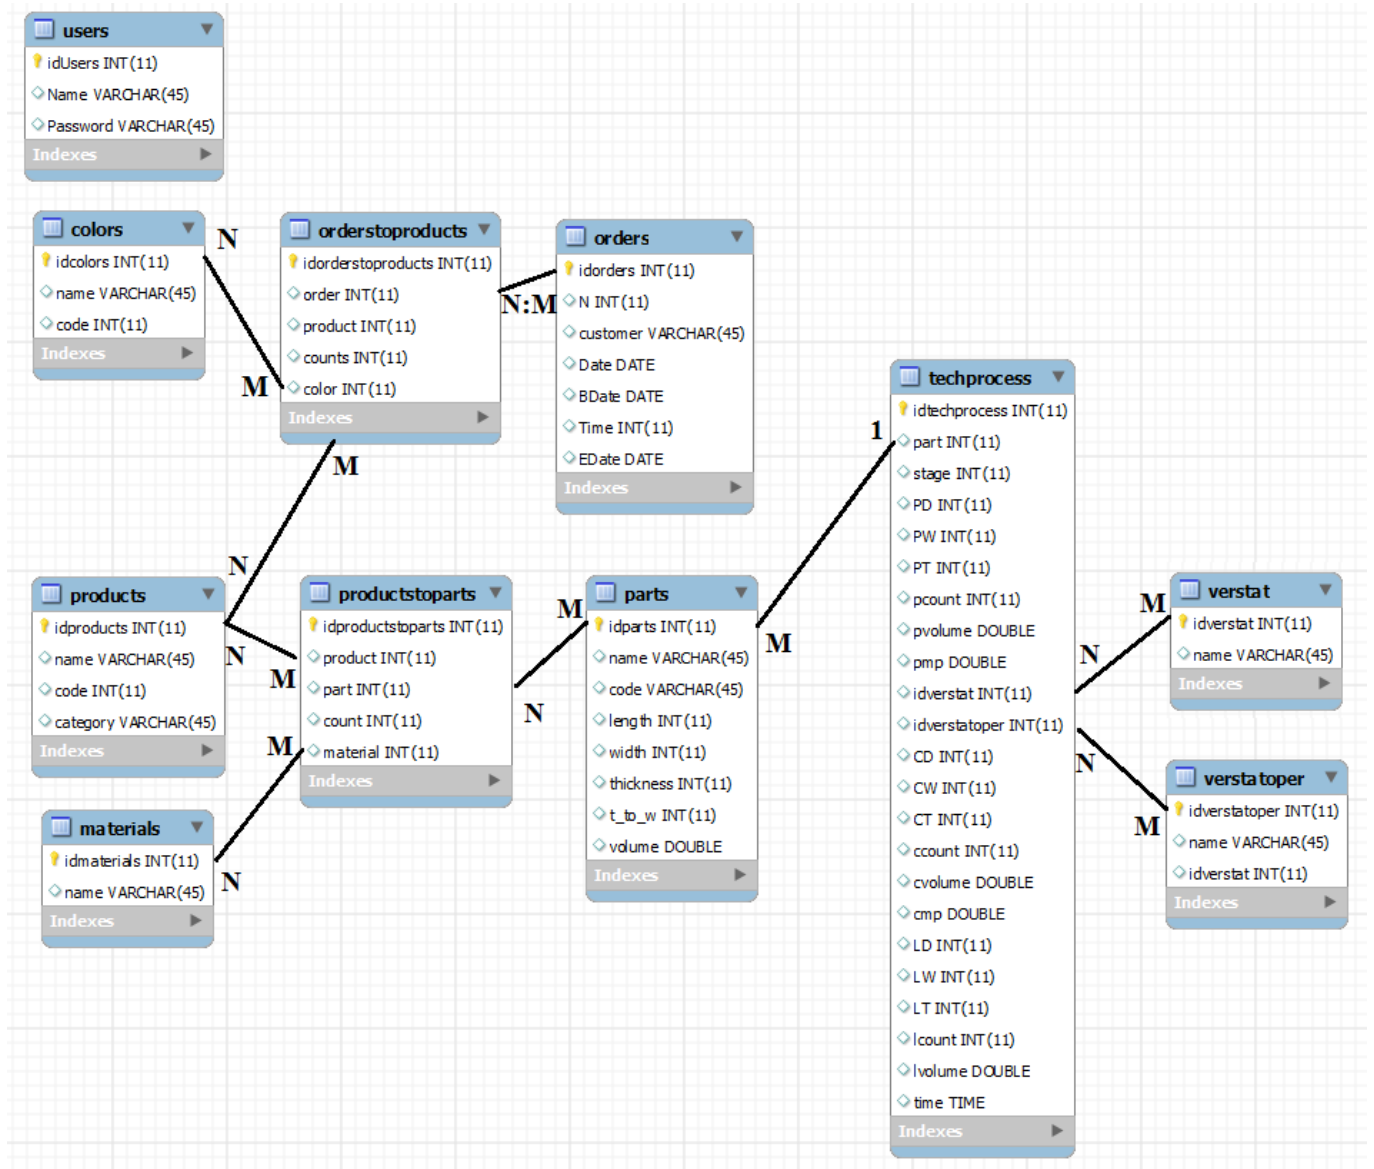 users
idUsers INT(11)
Name VARCHAR(45)
Password VARCHAR(45)
Indexes
colors
idcolors INT(11)
name VARCHAR(45)
code INT(11)
Indexes
N
M
orderstoproducts
idorderstoproducts INT(11)
order INT(11)
product INT(11)
counts INT(11)
color INT(11)
Indexes
N:M
orders
idorders INT(11)
N INT(11)
customer VARCHAR(45)
Date DATE
BDate DATE
Time INT(11)
EDate DATE
Indexes
M
N
products
idproducts INT(11)
name VARCHAR(45)
code INT(11)
category VARCHAR(45)
Indexes
N
M
productstoparts
idproductstoparts INT(11)
product INT(11)
part INT(11)
count INT(11)
material INT(11)
Indexes
M
N
materials
idmaterials INT(11)
name VARCHAR(45)
Indexes
M
N
parts
idparts INT(11)
name VARCHAR(45)
code VARCHAR(45)
length INT(11)
width INT(11)
thickness INT(11)
t_to_w INT(11)
volume DOUBLE
Indexes
1
M
techprocess
idtechprocess INT(11)
part INT(11)
stage INT(11)
PD INT(11)
PW INT(11)
PT INT(11)
pcount INT(11)
pvolume DOUBLE
pmp DOUBLE
idverstat INT(11)
idverstatoper INT(11)
CD INT(11)
CW INT(11)
CT INT(11)
ccount INT(11)
cvolume DOUBLE
cmp DOUBLE
LD INT(11)
LW INT(11)
LT INT(11)
lcount INT(11)
lvolume DOUBLE
time TIME
Indexes
M
N
verstat
idverstat INT(11)
name VARCHAR(45)
Indexes
N
M
verstatoper
idverstatoper INT(11)
name VARCHAR(45)
idverstat INT(11)
Indexes